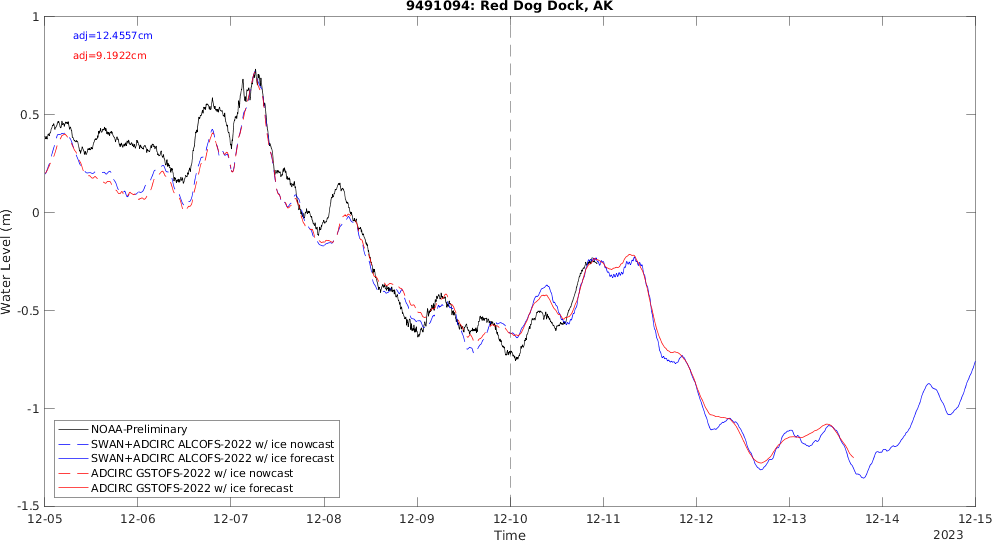 9491094: Red Dog Dock, AK
adj=12.4557cm
adj=9.1922cm
Water Level (m)
1
0.5
0
-0.5
-1
-1.5
NOAA-Preliminary
SWAN+ADCIRC ALCOFS-2022 w/ ice nowcast
SWAN+ADCIRC ALCOFS-2022 w/ ice forecast
ADCIRC GSTOFS-2022 w/ ice nowcast
ADCIRC GSTOFS-2022 w/ ice forecast
12-05 12-06 12-07 12-08 12-09 12-10 12-11 12-12 12-13 12-14 12-15
Time
2023